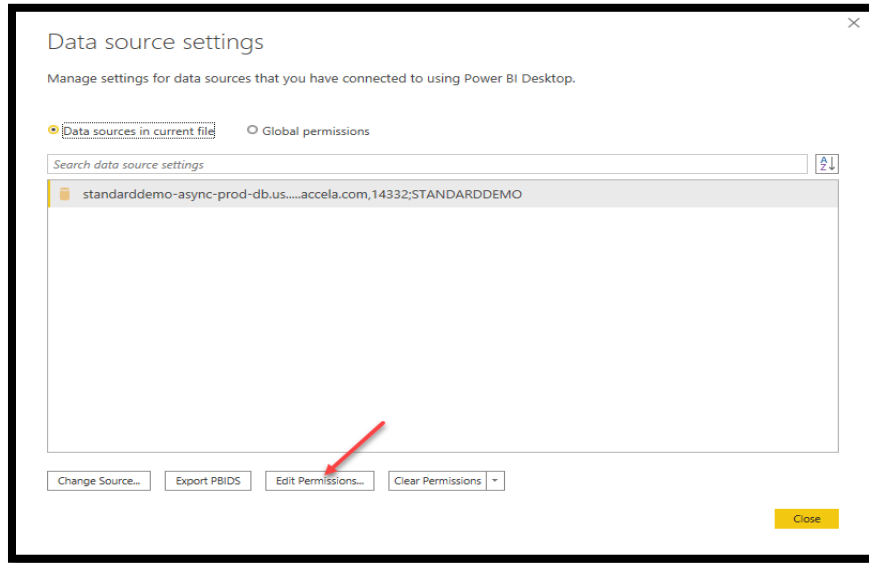 Data source settings
Manage settings for data sources that you have connected to using Power BI Desktop.
Data sources in current file Global permissions
Search data source settings
standarddemo-async-prod-db.us.....accela.com,14332;STANDARDDEMO
Change Source... Export PBIDS Edit Permissions... Clear Permissions
Close